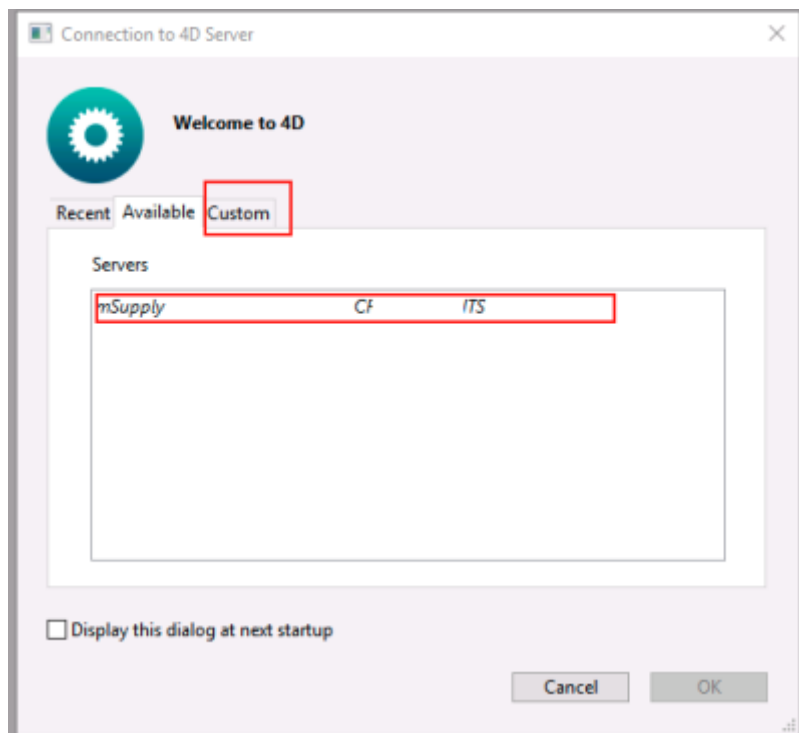 Connection to 4D Server
Welcome to 4D
Recent Available Custom
Servers
mSupply
Display this dialog at next startup
Cancel OK